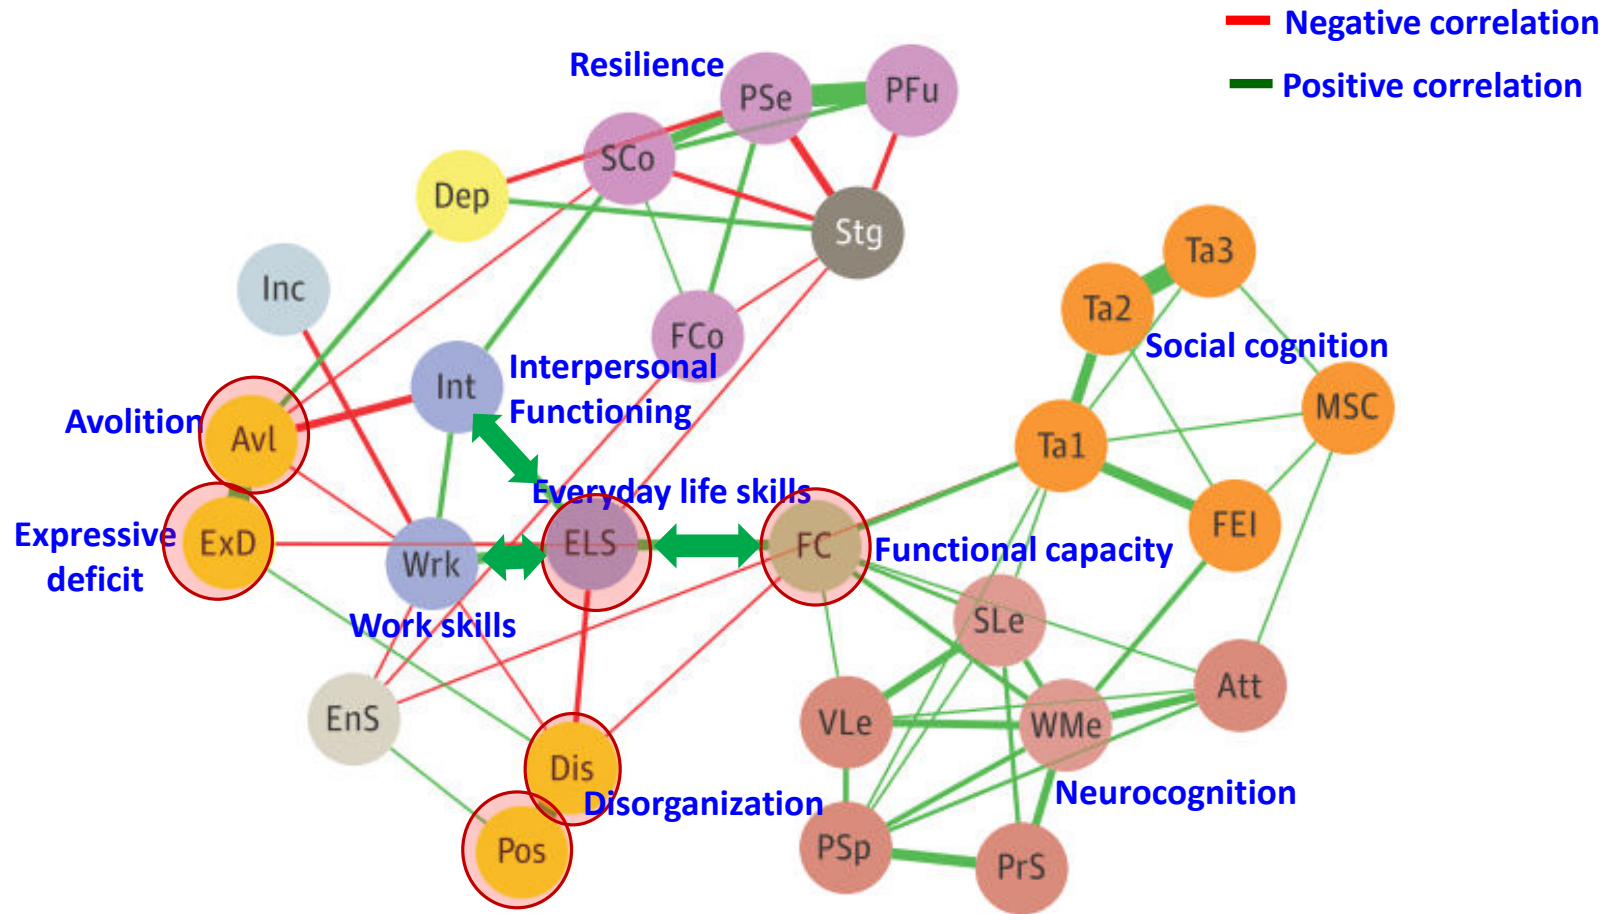 Negative correlation
Positive correlation
Resilience
PSe
PFu
SCo
Dep
Stg
Ta3
Inc
Ta2
FCo
Social cognition
Int
Interpersonal
Functioning
MSC
Avolition
Avl
Ta1
Everyday life skills
FEI
Expressive
deficit
ExD
Wrk
ELS
FC
Functional capacity
Work skills
SLe
EnS
VLe
WMe
Att
Dis
Disorganization
Neurocognition
Pos
PSp
PrS